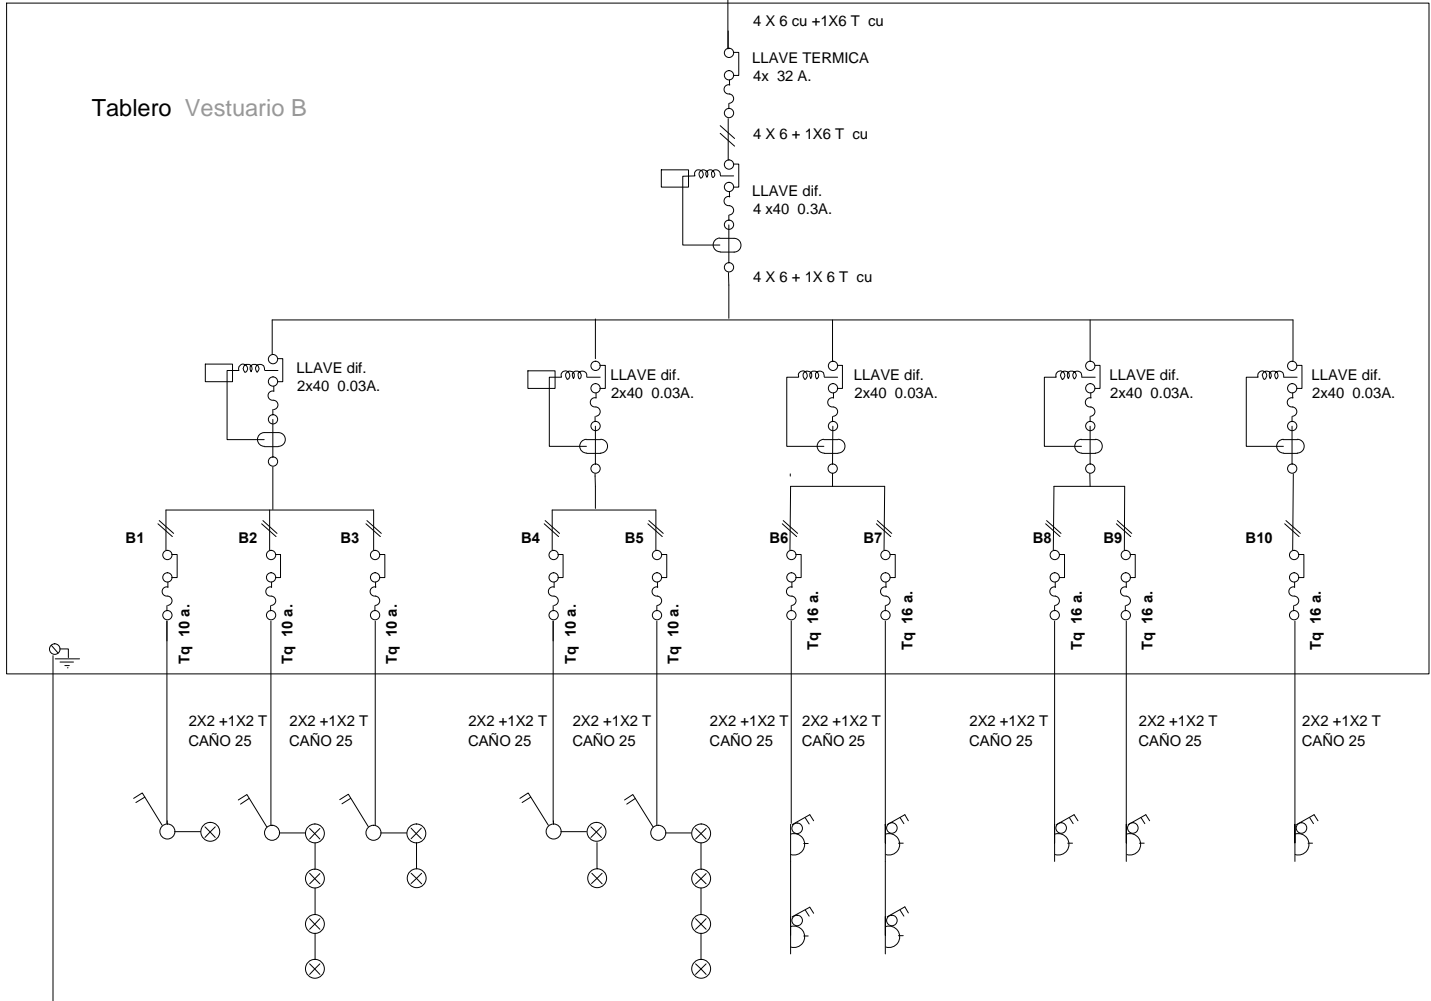 4 X 6 cu +1X6 T  cu
LLAVE TERMICA
4x  32 A.
Tablero  Vestuario B
4 X 6 + 1X6 T  cu
LLAVE dif.
4 x40  0.3A.
4 X 6 + 1X 6 T  cu
LLAVE dif.
2x40  0.03A.
LLAVE dif.
2x40  0.03A.
LLAVE dif.
2x40  0.03A.
LLAVE dif.
2x40  0.03A.
LLAVE dif.
2x40  0.03A.
B1
B2
B3
B4
B5
B6
B7
B8
B9
B10
Tq  10 a.
Tq  10 a.
Tq  10 a.
Tq  10 a.
Tq  10 a.
Tq  16 a.
Tq  16 a.
Tq  16 a.
Tq  16 a.
Tq  16 a.
2X2 +1X2 T
CAÑO 25
2X2 +1X2 T
CAÑO 25
2X2 +1X2 T
CAÑO 25
2X2 +1X2 T
CAÑO 25
2X2 +1X2 T
CAÑO 25
2X2 +1X2 T
CAÑO 25
2X2 +1X2 T
CAÑO 25
2X2 +1X2 T
CAÑO 25
2X2 +1X2 T
CAÑO 25